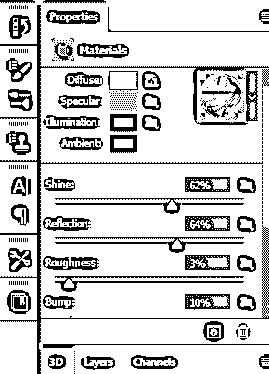 Properties
Materials
Diffuse:
Specular:
Illumination:
Ambient:
Shine: 62%
Reflection: 64%
Roughness: 5%
Bump: 10%
3D Layers Channels